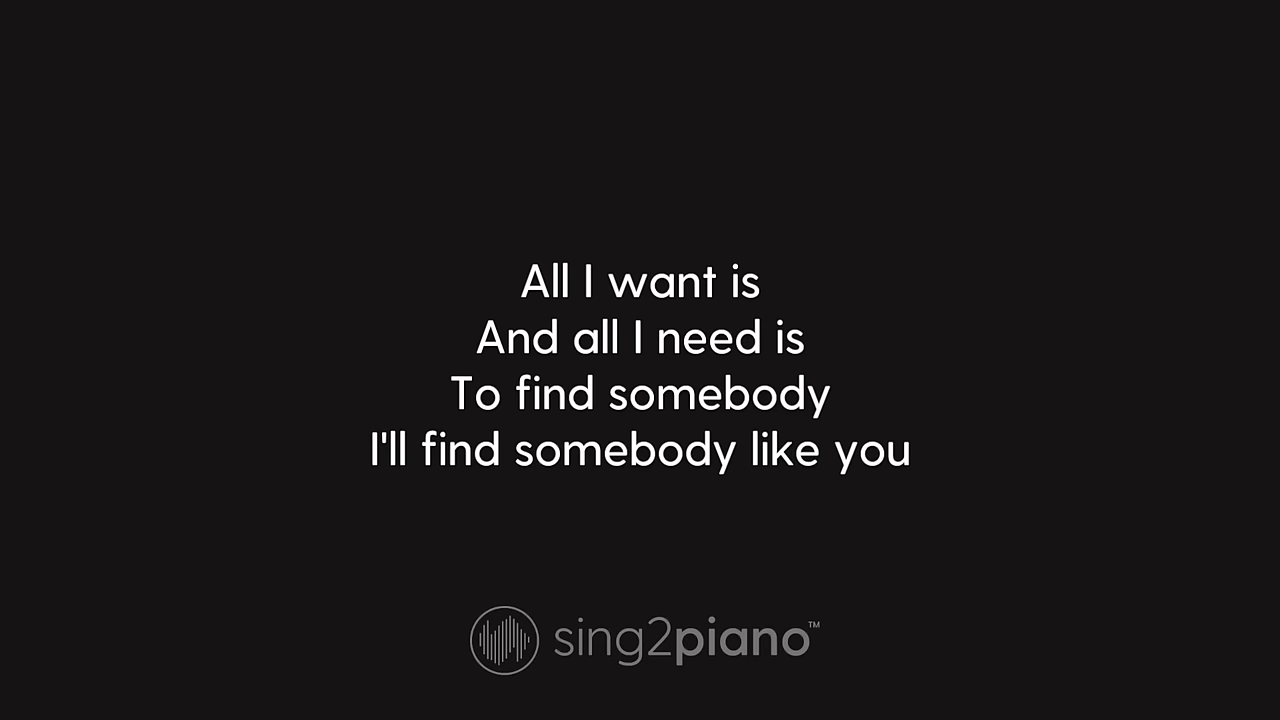 All I want is
And all I need is
To find somebody
I'll find somebody like you
sing2piano™